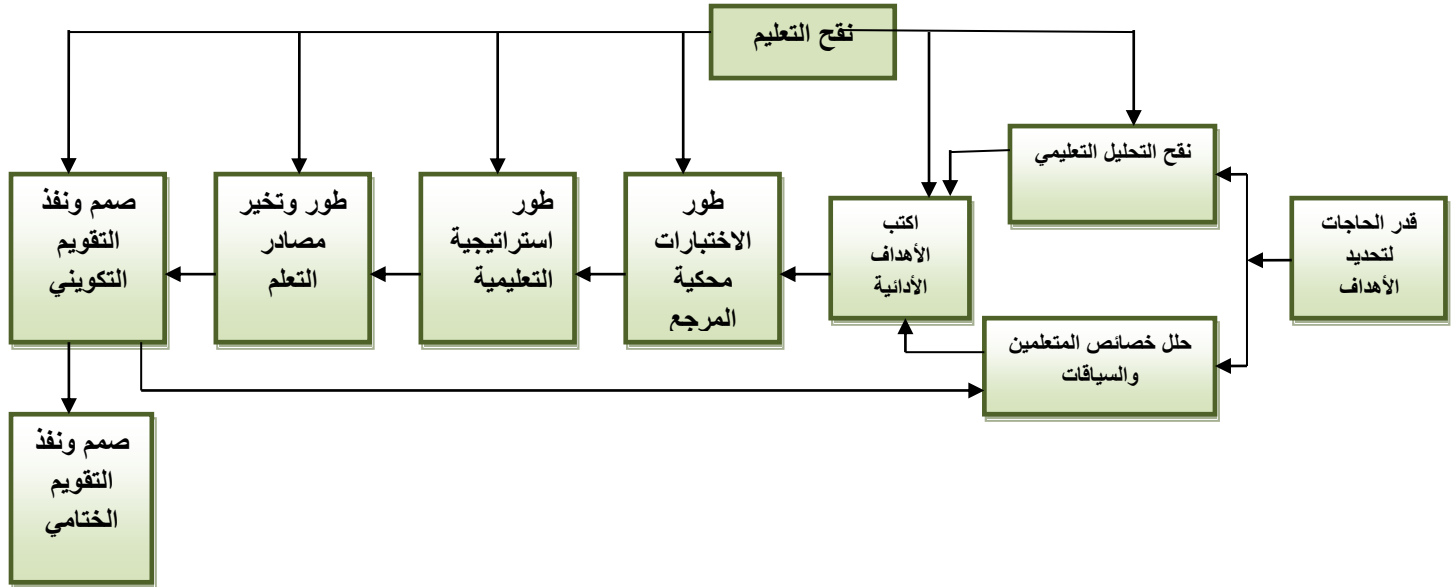 نقح التعليم
نقح التحليل التعليمي
قدر الحاجات
لتحديد
الأهداف
اكتب
الأهداف
الأدائية
طور
الاختبارات
محكية
المرجع
طور
استراتيجية
التعليمية
طور وتخير
مصادر
التعلم
صمم ونفذ
التقويم
التكويني
حلل خصائص المتعلمين
والسياقات
صمم ونفذ
التقويم
الختامي